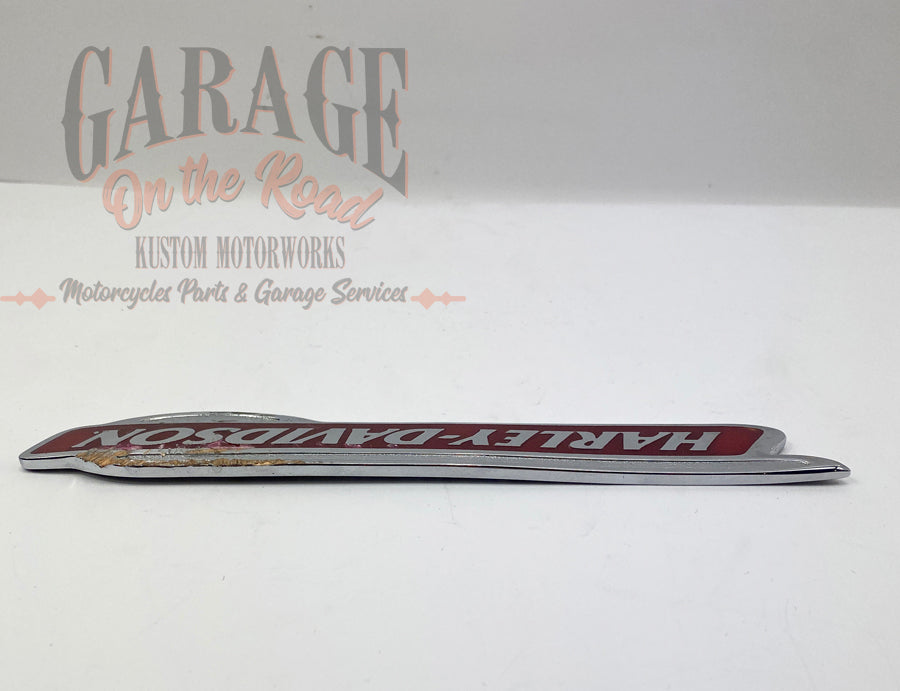 GARAGE
On the Road
KUSTOM MOTORWORKS
Motorcycles Parts & Garage Services
HARLEY-DAVIDSON